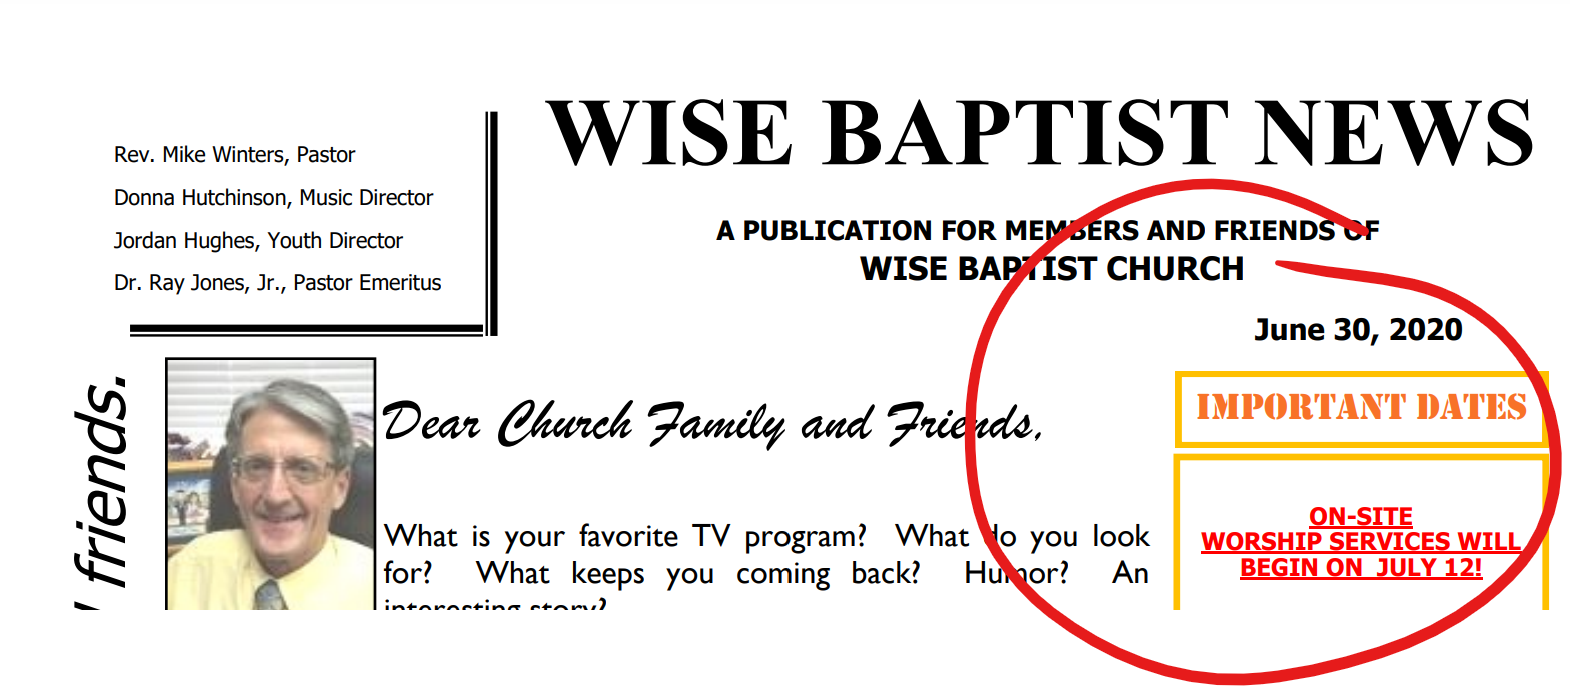 WISE BAPTIST NEWS
Rev. Mike Winters, Pastor
Donna Hutchinson, Music Director
Jordan Hughes, Youth Director
Dr. Ray Jones, Jr., Pastor Emeritus
A PUBLICATION FOR MEMBERS AND FRIENDS OF
WISE BAPTIST CHURCH
June 30, 2020
friends.
Dear Church Family and Friends,
What is your favorite TV program? What do you look
for? What keeps you coming back? Humor? An
interesting story?
IMPORTANT DATES
ON-SITE
WORSHIP SERVICES WILL
BEGIN ON JULY 12!